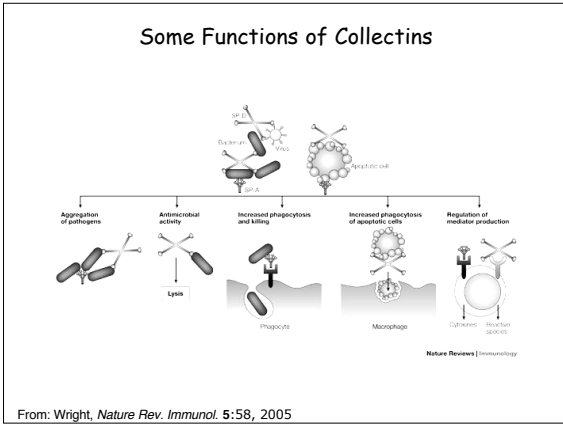 Some Functions of Collectins
SP. D
Bacterium
Virus
Apoptotic cell
SP. A
Aggregation
of pathogens
Antimicrobial
activity
Increased phagocytosis
and killing
Increased phagocytosis
of apoptotic cells
Regulation of
mediator production
Lysis
Phagocyte
Macrophage
Cytokines
Reactive
species
Nature Reviews | Immunology
From: Wright, Nature Rev. Immunol. 5:58, 2005